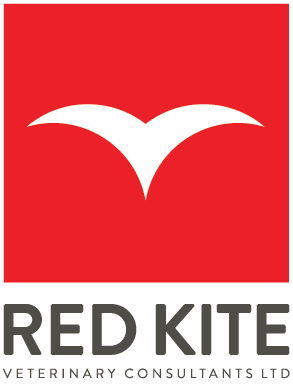 RED KITE
VETERINARY CONSULTANTS LTD